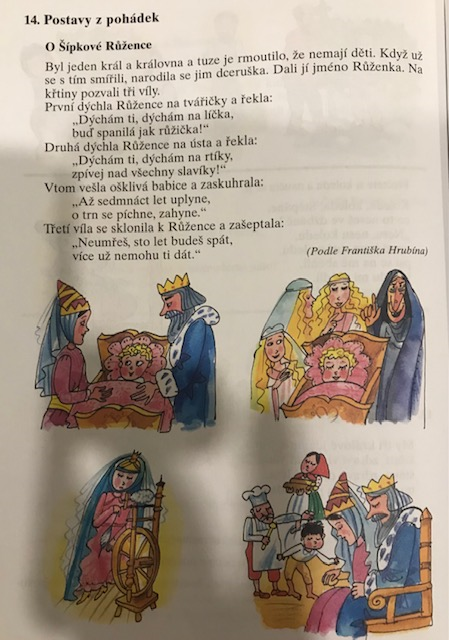 14. Postavy z pohádek
O Šípkové Růžence
Byl jeden král a královna a tuze je rmoutilo, že nemají děti. Když už
se s tím smířili, narodila se jim dceruška. Dali jí jméno Růženka. Na
křtiny pozvali tři víly.
První dýchla Růžence na tvářičky a řekla:
„Dýchám ti, dýchám na líčka,
buď spanilá jak růžička!“
Druhá dýchla Růžence na ústa a řekla:
„Dýchám ti, dýchám na rtíky,
zpívej nad všechny slavíky!“
Vtom vešla ošklivá babice a zaskuhrala:
„Až sedmnáct let uplyne,
o trn se píchne, zahyne.“
Třetí víla se sklonila k Růžence a zašeptala:
„Neumřeš, sto let budeš spát,
více už nemohu ti dát.“
(Podle Františka Hrubína)